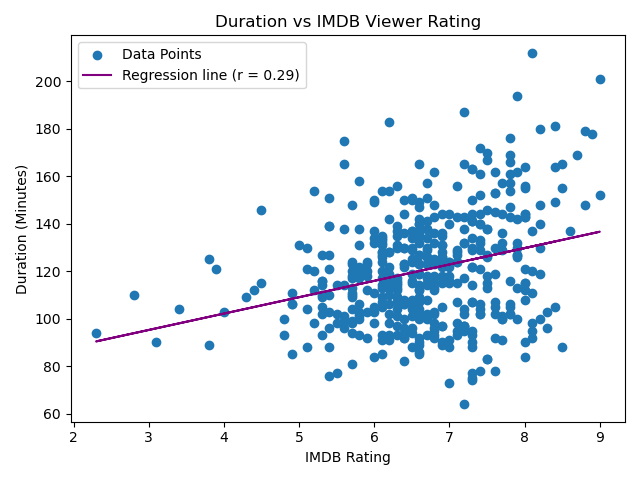 Duration vs IMDB Viewer Rating
Data Points
Regression line (r = 0.29)
Duration (Minutes)
200
180
160
140
120
100
80
60
2 3 4 5 6 7 8 9
IMDB Rating